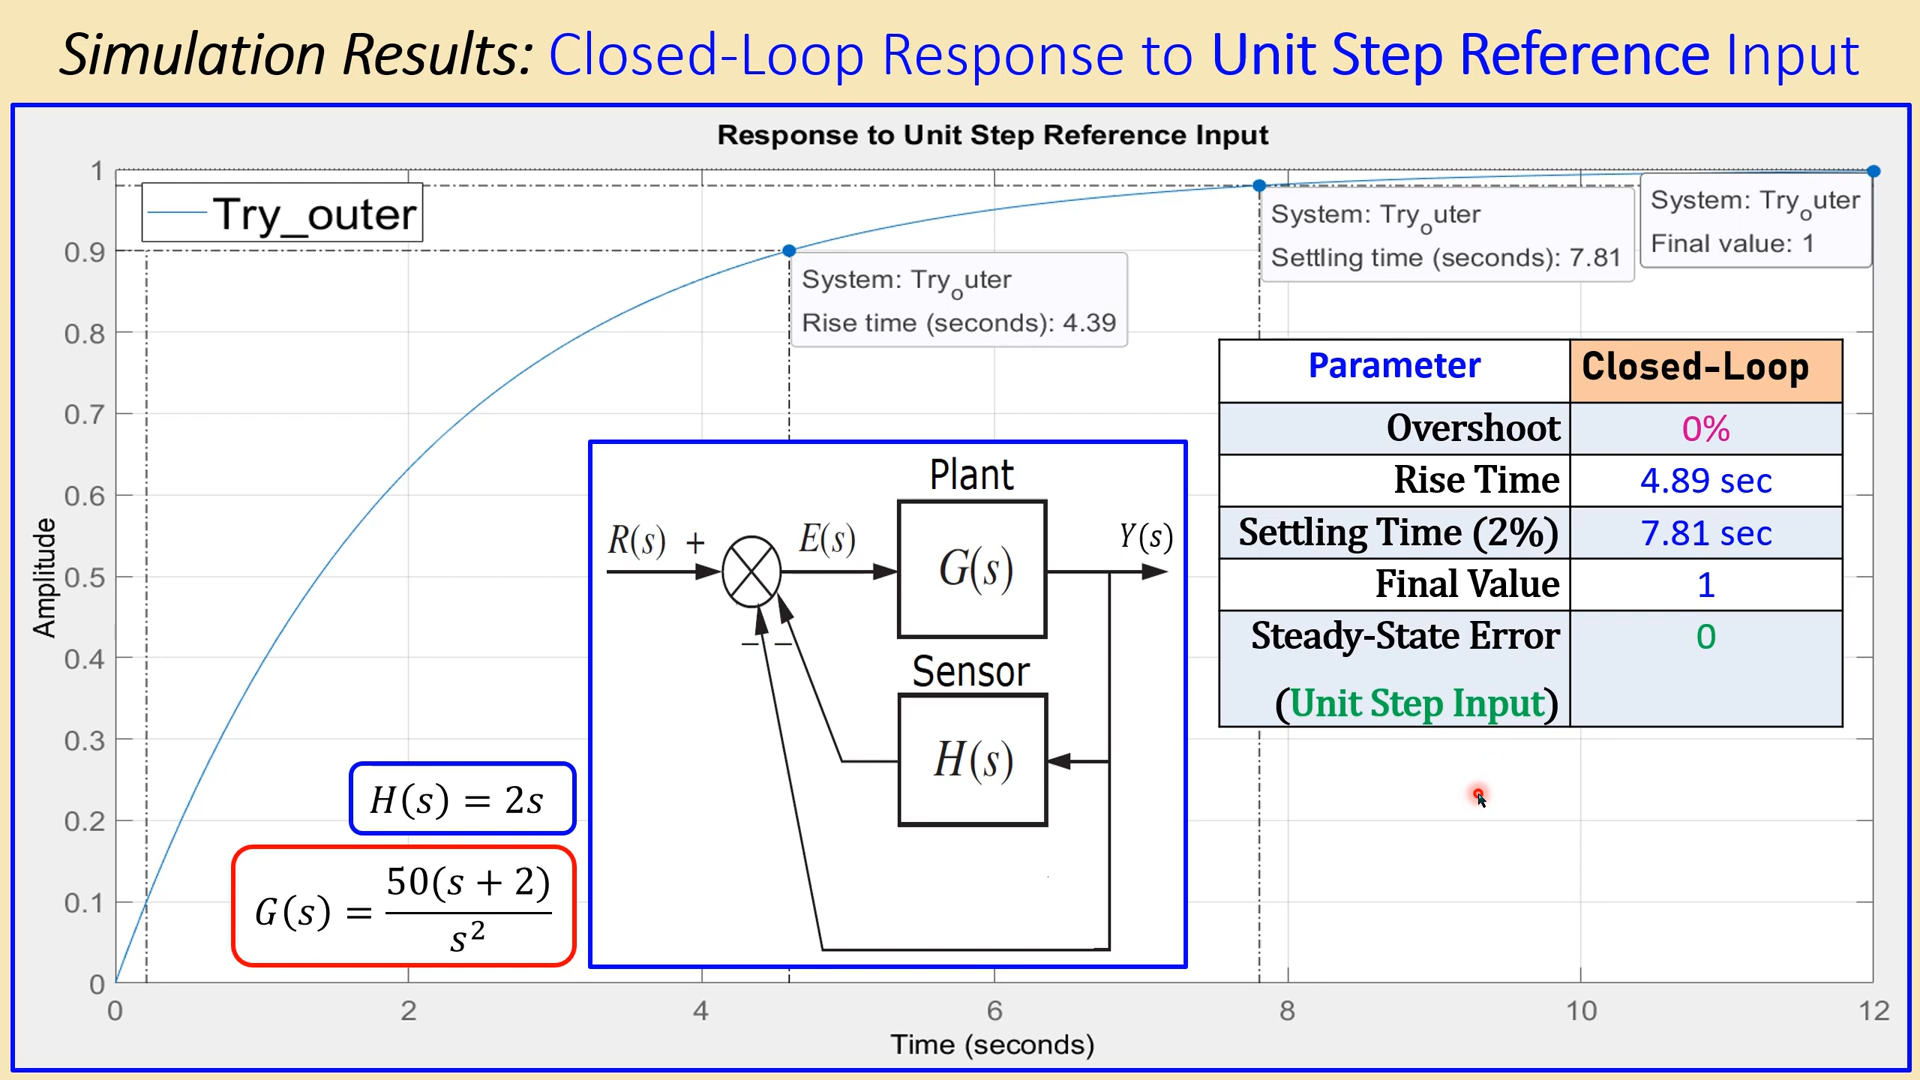 Simulation Results: Closed-Loop Response to Unit Step Reference Input
Response to Unit Step Reference Input
1
0.9
0.8
0.7
0.6
0.5
0.4
0.3
0.2
0.1
0
Amplitude
Try_outer
System: Try_outer
Rise time (seconds): 4.39
System: Try_outer
Settling time (seconds): 7.81
System: Try_outer
Final value: 1
Parameter Closed-Loop
Overshoot 0%
Rise Time 4.89 sec
Settling Time (2%) 7.81 sec
Final Value 1
Steady-State Error 0
(Unit Step Input)
Plant
R(s) + E(s) G(s) Y(s)
− −
Sensor
H(s)
H(s) = 2s
G(s) = 50(s + 2) / s²
0 2 4 6 8 10 12
Time (seconds)